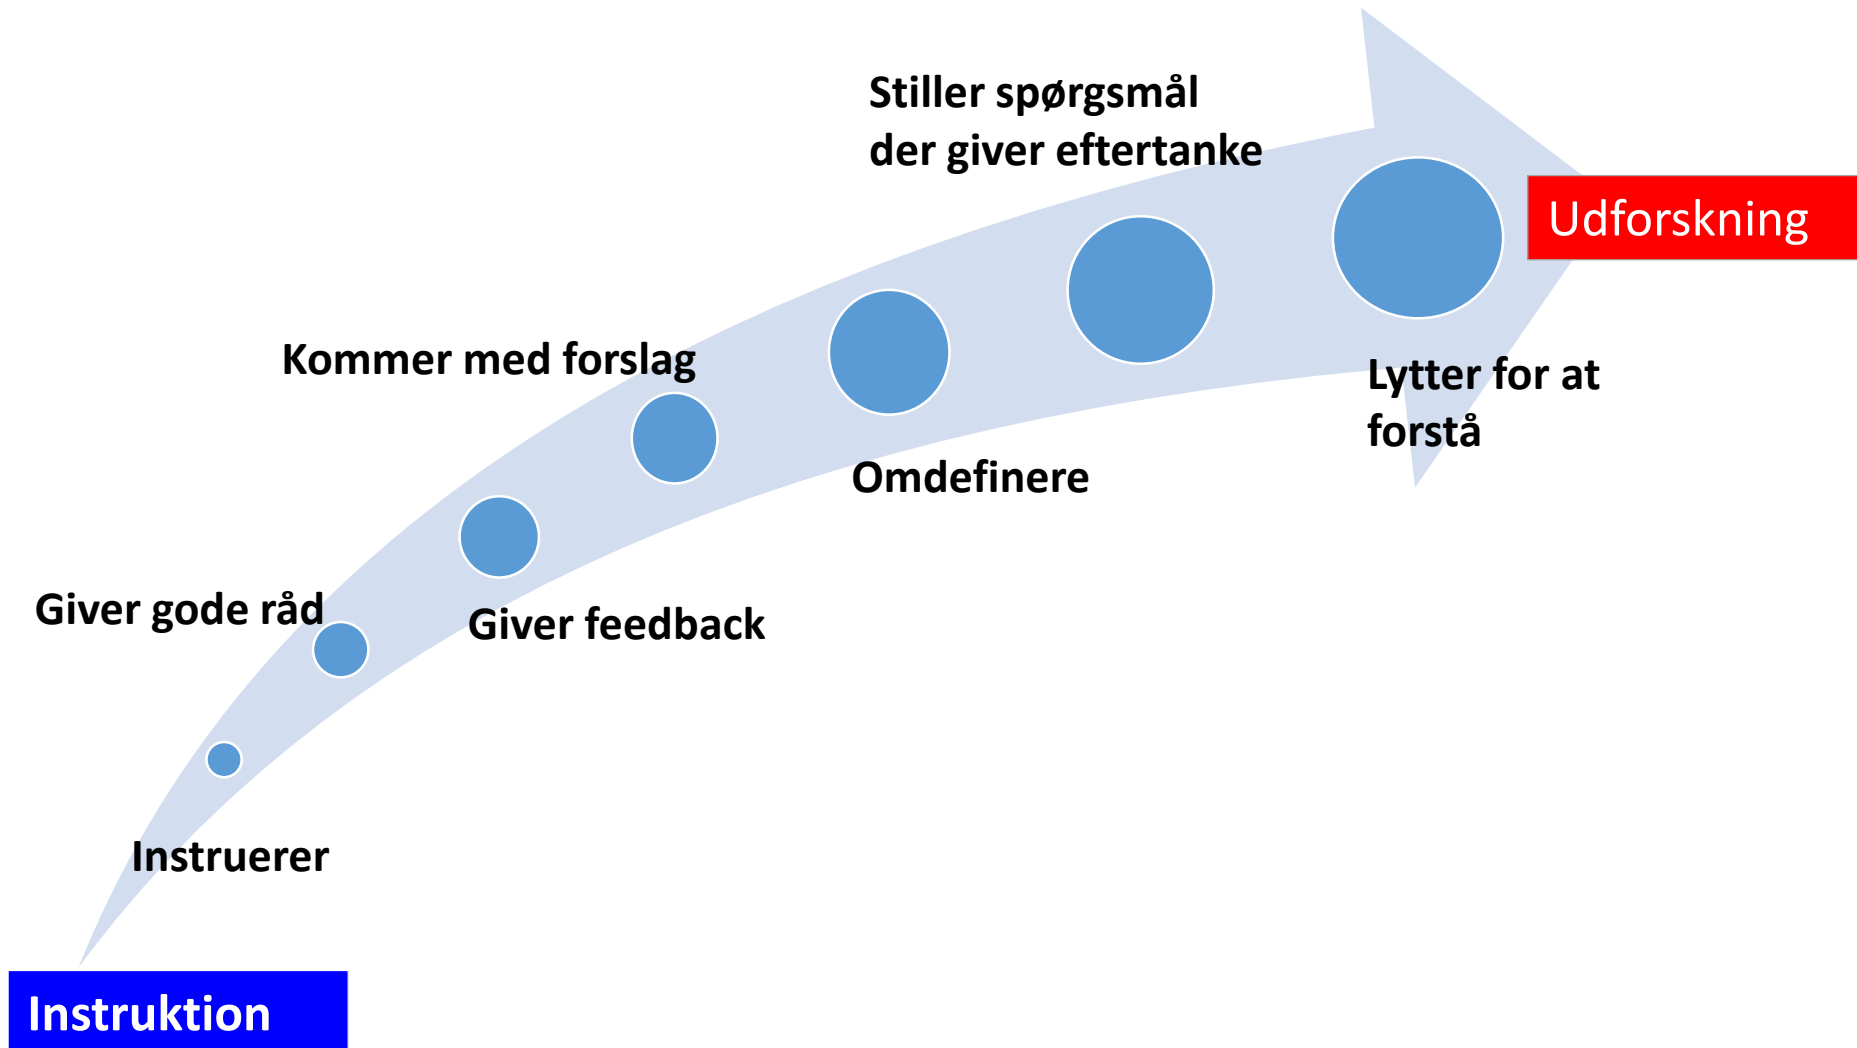 Stiller spørgsmål
der giver eftertanke
Udforskning
Kommer med forslag
Lytter for at
forstå
Omdefinere
Giver gode råd
Giver feedback
Instruerer
Instruktion